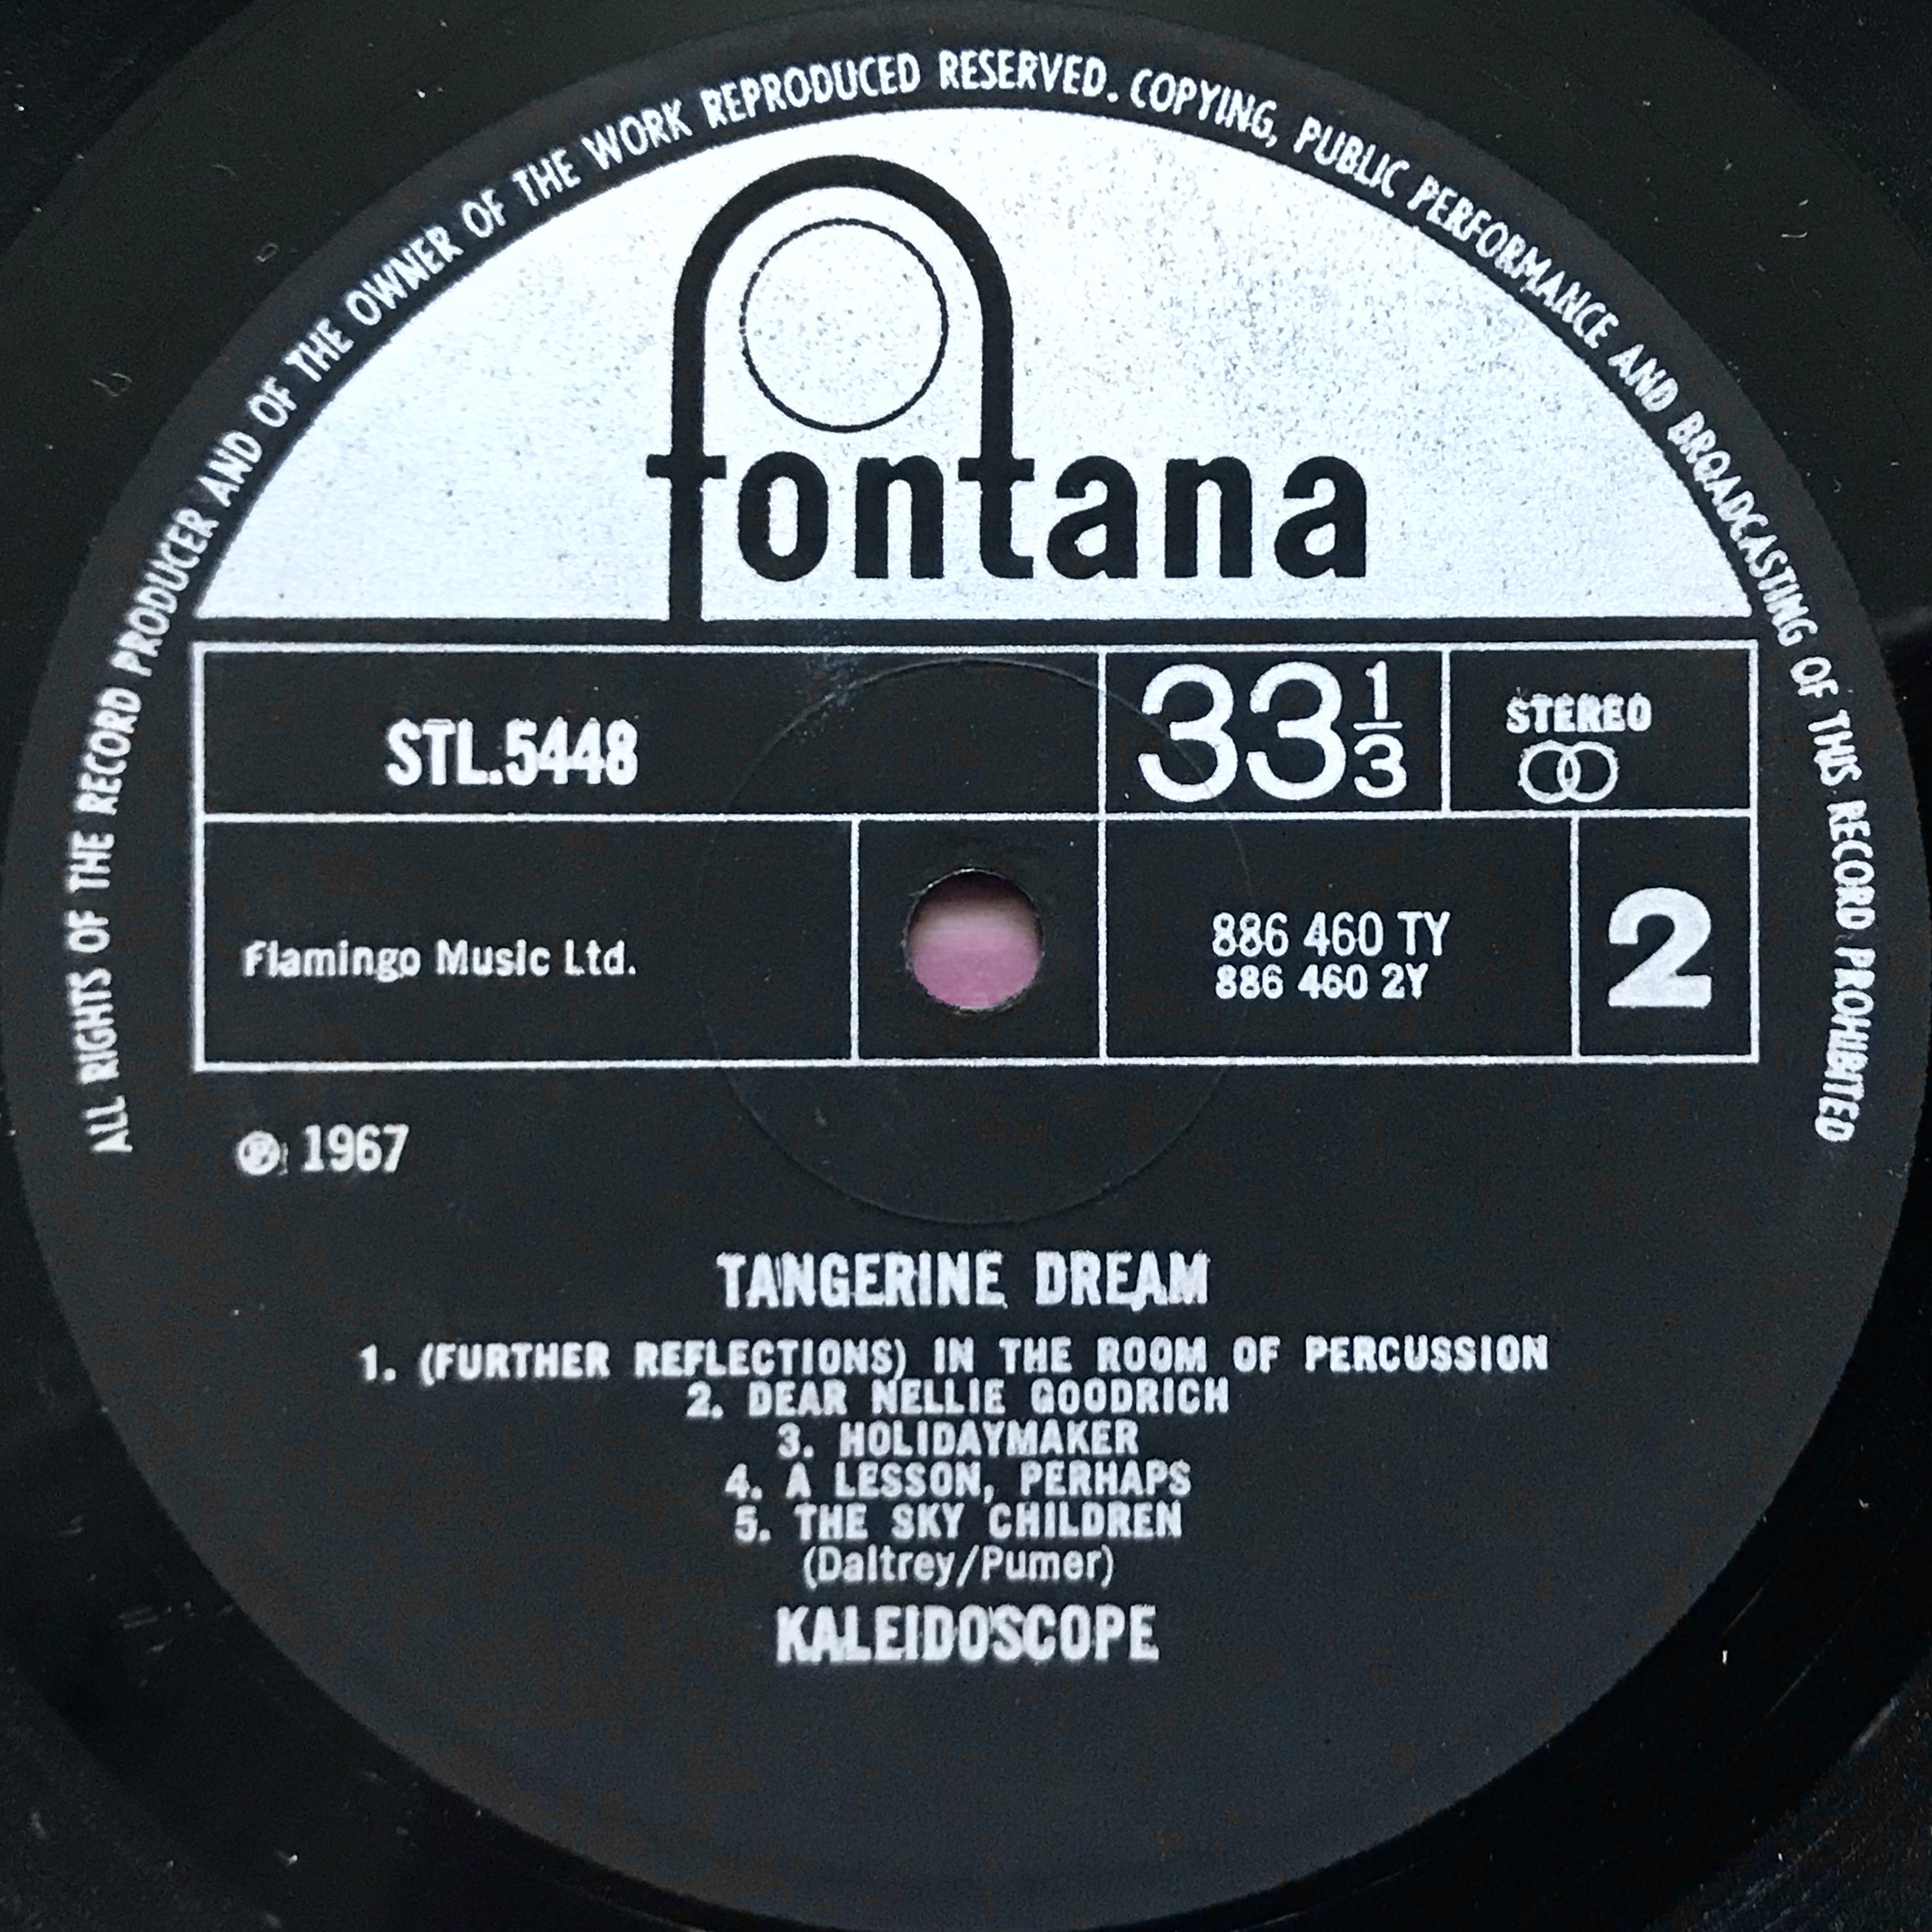 ALL RIGHTS OF THE RECORD PRODUCER AND OF THE OWNER OF THE WORK REPRODUCED RESERVED. COPYING, PUBLIC PERFORMANCE AND BROADCASTING OF THIS RECORD PROHIBITED
fontana
STL.5448
33 1/3
STEREO
Flamingo Music Ltd.
886 460 TY
886 460 2Y
2
℗ 1967
TANGERINE DREAM
1. (FURTHER REFLECTIONS) IN THE ROOM OF PERCUSSION
2. DEAR NELLIE GOODRICH
3. HOLIDAYMAKER
4. A LESSON, PERHAPS
5. THE SKY CHILDREN
(Daltrey/Pumer)
KALEIDOSCOPE